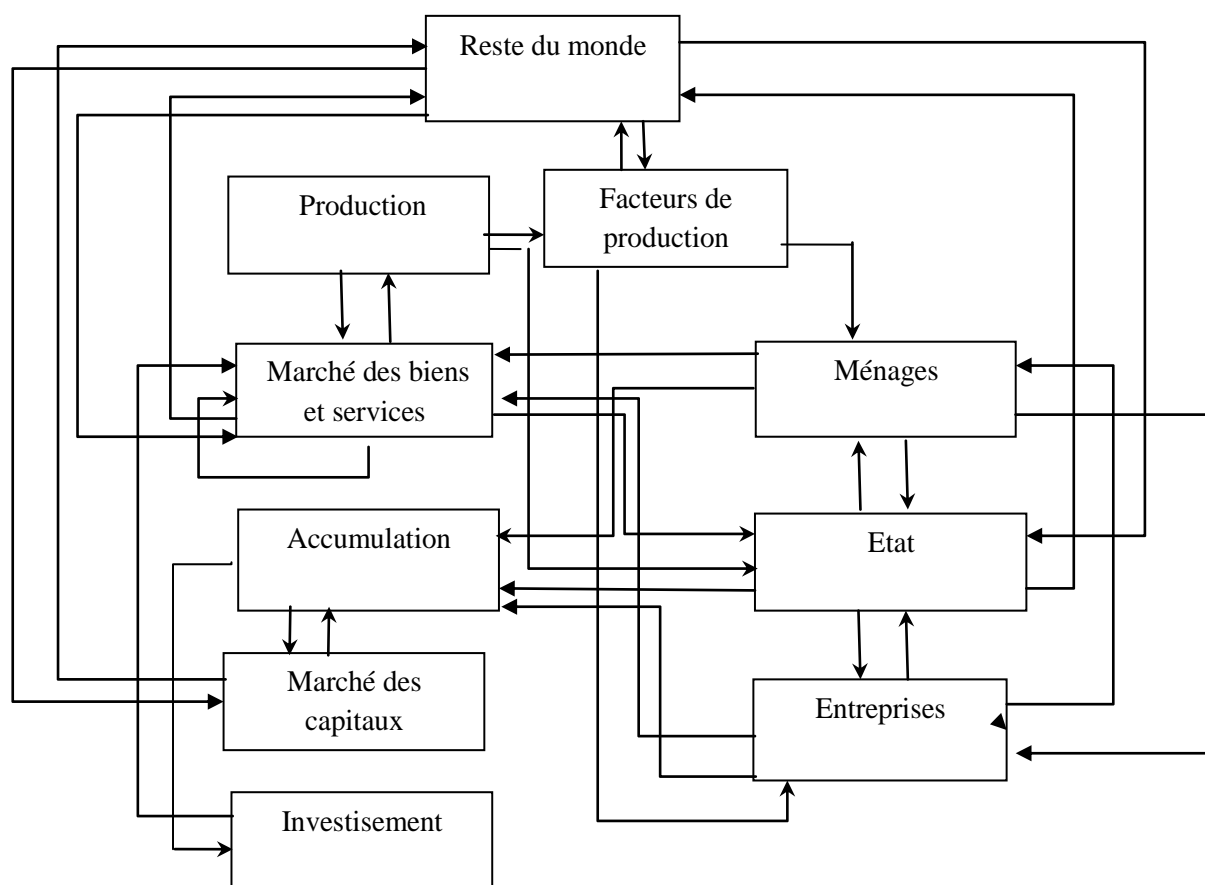 Reste du monde
Production
Facteurs de
production
Marché des biens
et services
Ménages
Accumulation
Etat
Marché des
capitaux
Entreprises
Investisement